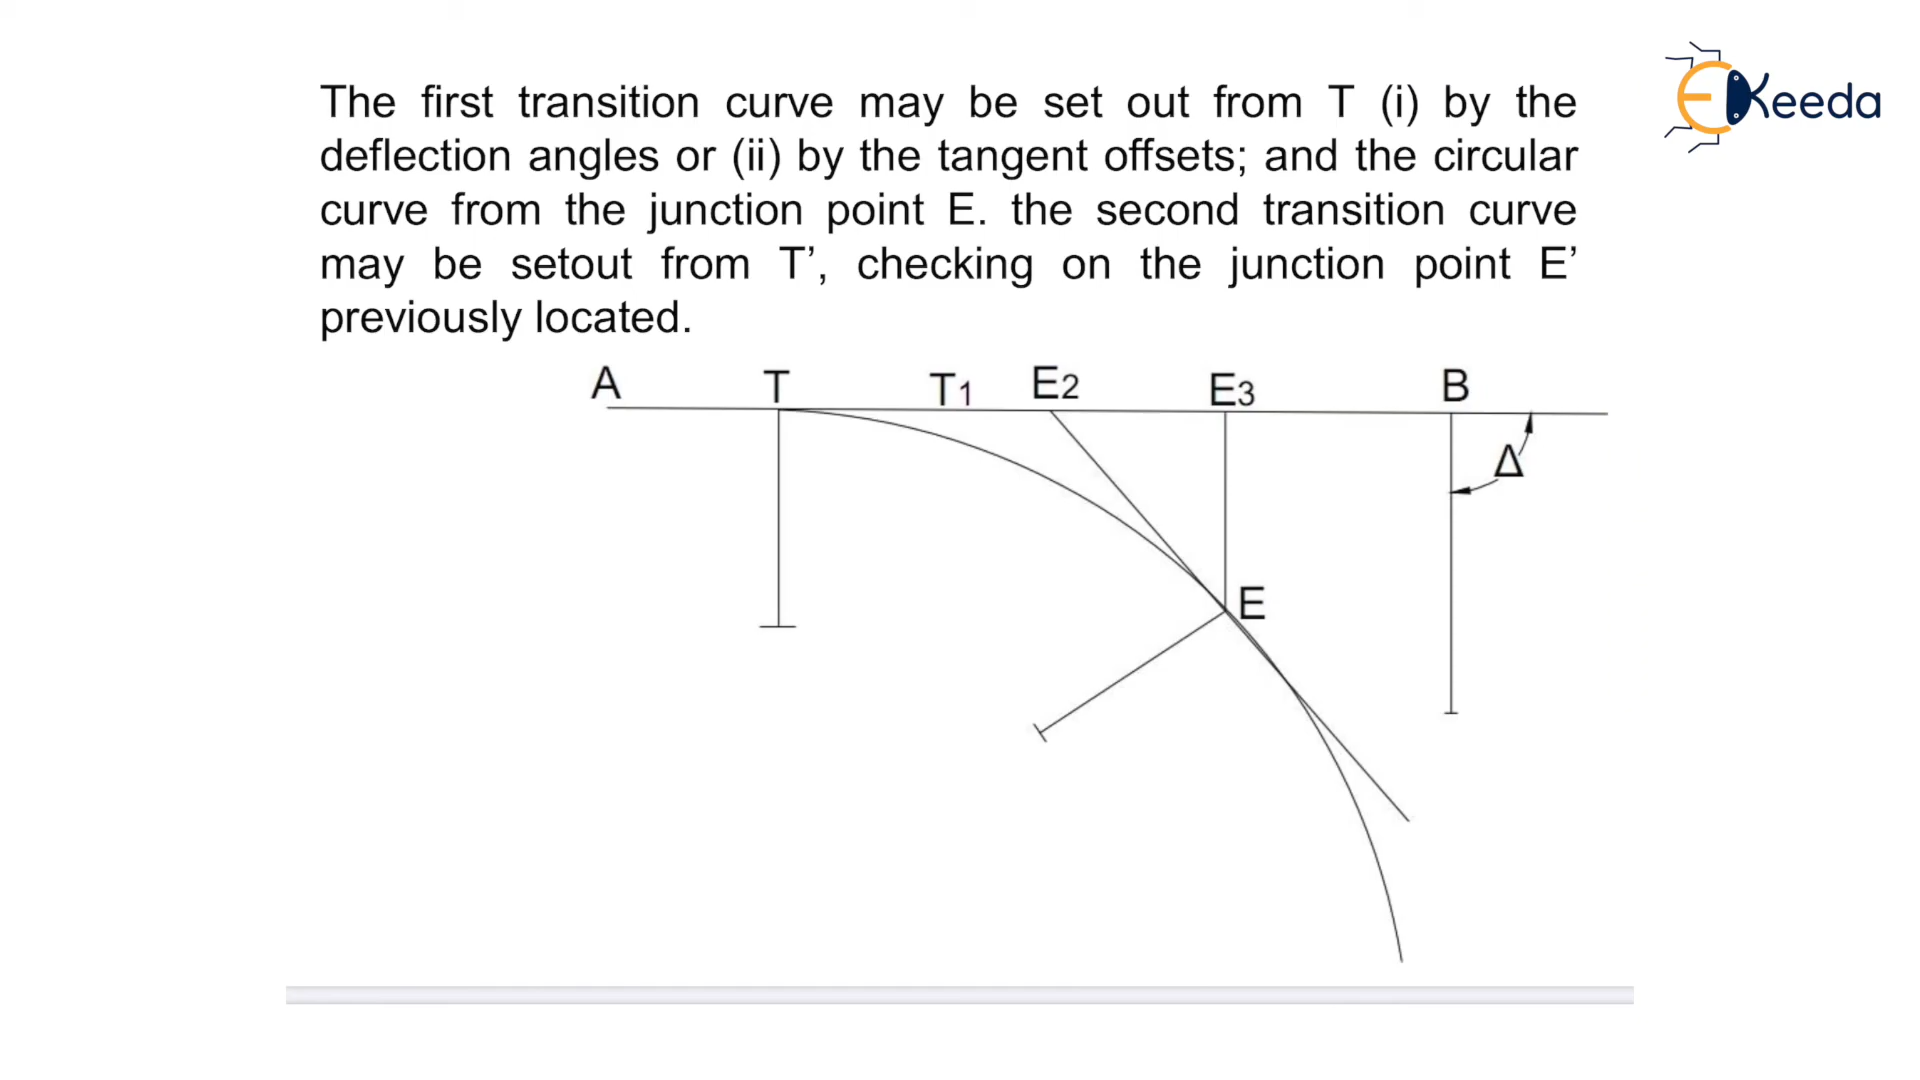 The first transition curve may be set out from T (i) by the
deflection angles or (ii) by the tangent offsets; and the circular
curve from the junction point E. the second transition curve
may be setout from T’, checking on the junction point E’
previously located.
EKeeda
A T T1 E2 E3 B
Δ
E